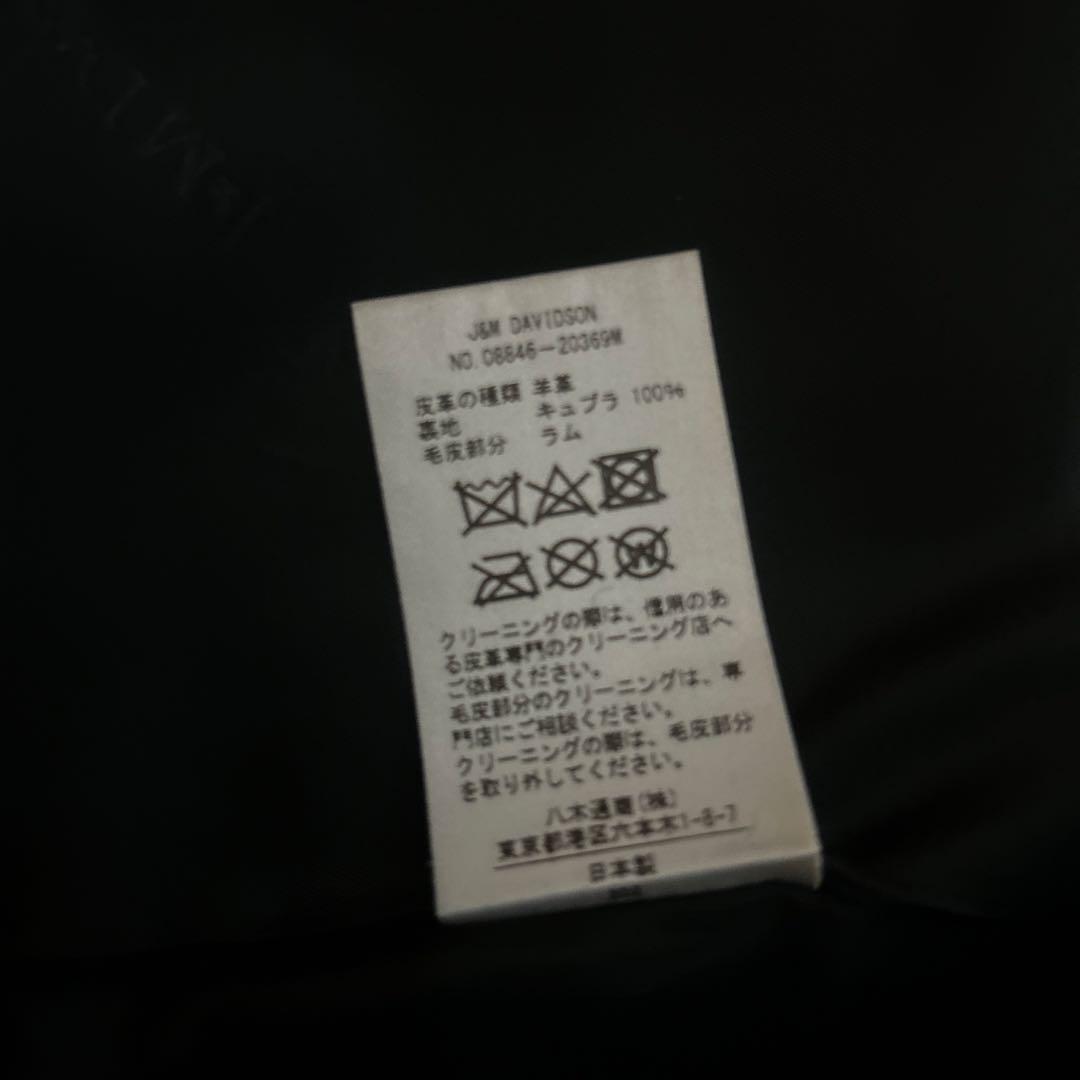 J&M DAVIDSON
NO.08846-20369M
皮革の種類 羊革
裏地 キュプラ 100%
毛皮部分 ラム
W
クリーニングの際は、信用のあ
る皮革専門のクリーニング店へ
ご依頼ください。
毛皮部分のクリーニングは、専
門店にご相談ください。
クリーニングの際は、毛皮部分
を取り外してください。
八木通商(株)
東京都港区六本木1-8-7
日本製